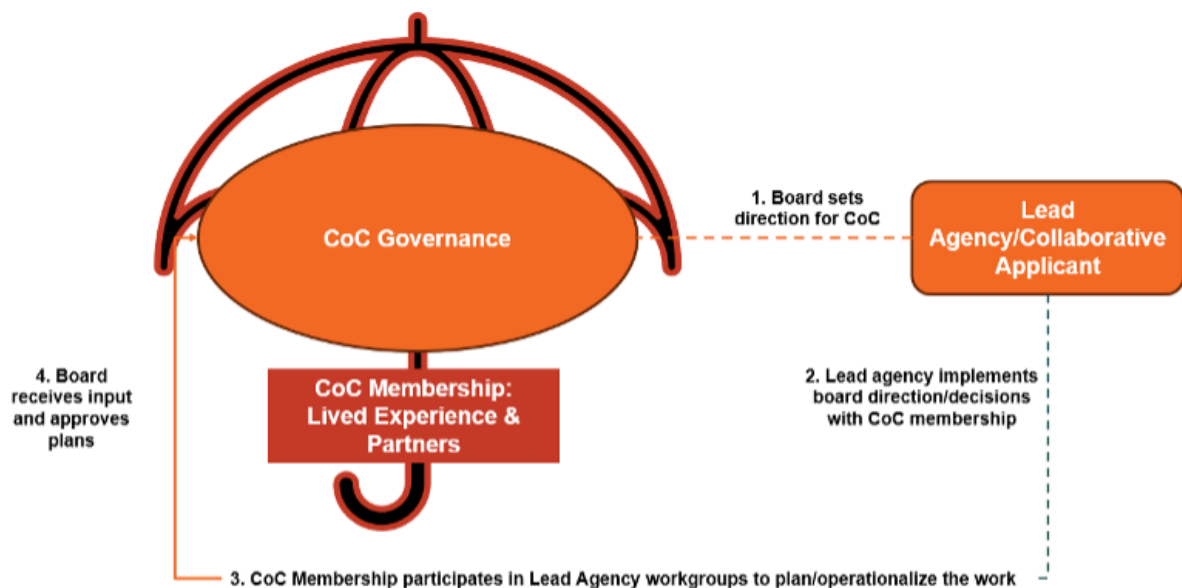 CoC Governance
1. Board sets
direction for CoC
Lead
Agency/Collaborative
Applicant
CoC Membership:
Lived Experience &
Partners
2. Lead agency implements
board direction/decisions
with CoC membership
4. Board
receives input
and approves
plans
3. CoC Membership participates in Lead Agency workgroups to plan/operationalize the work